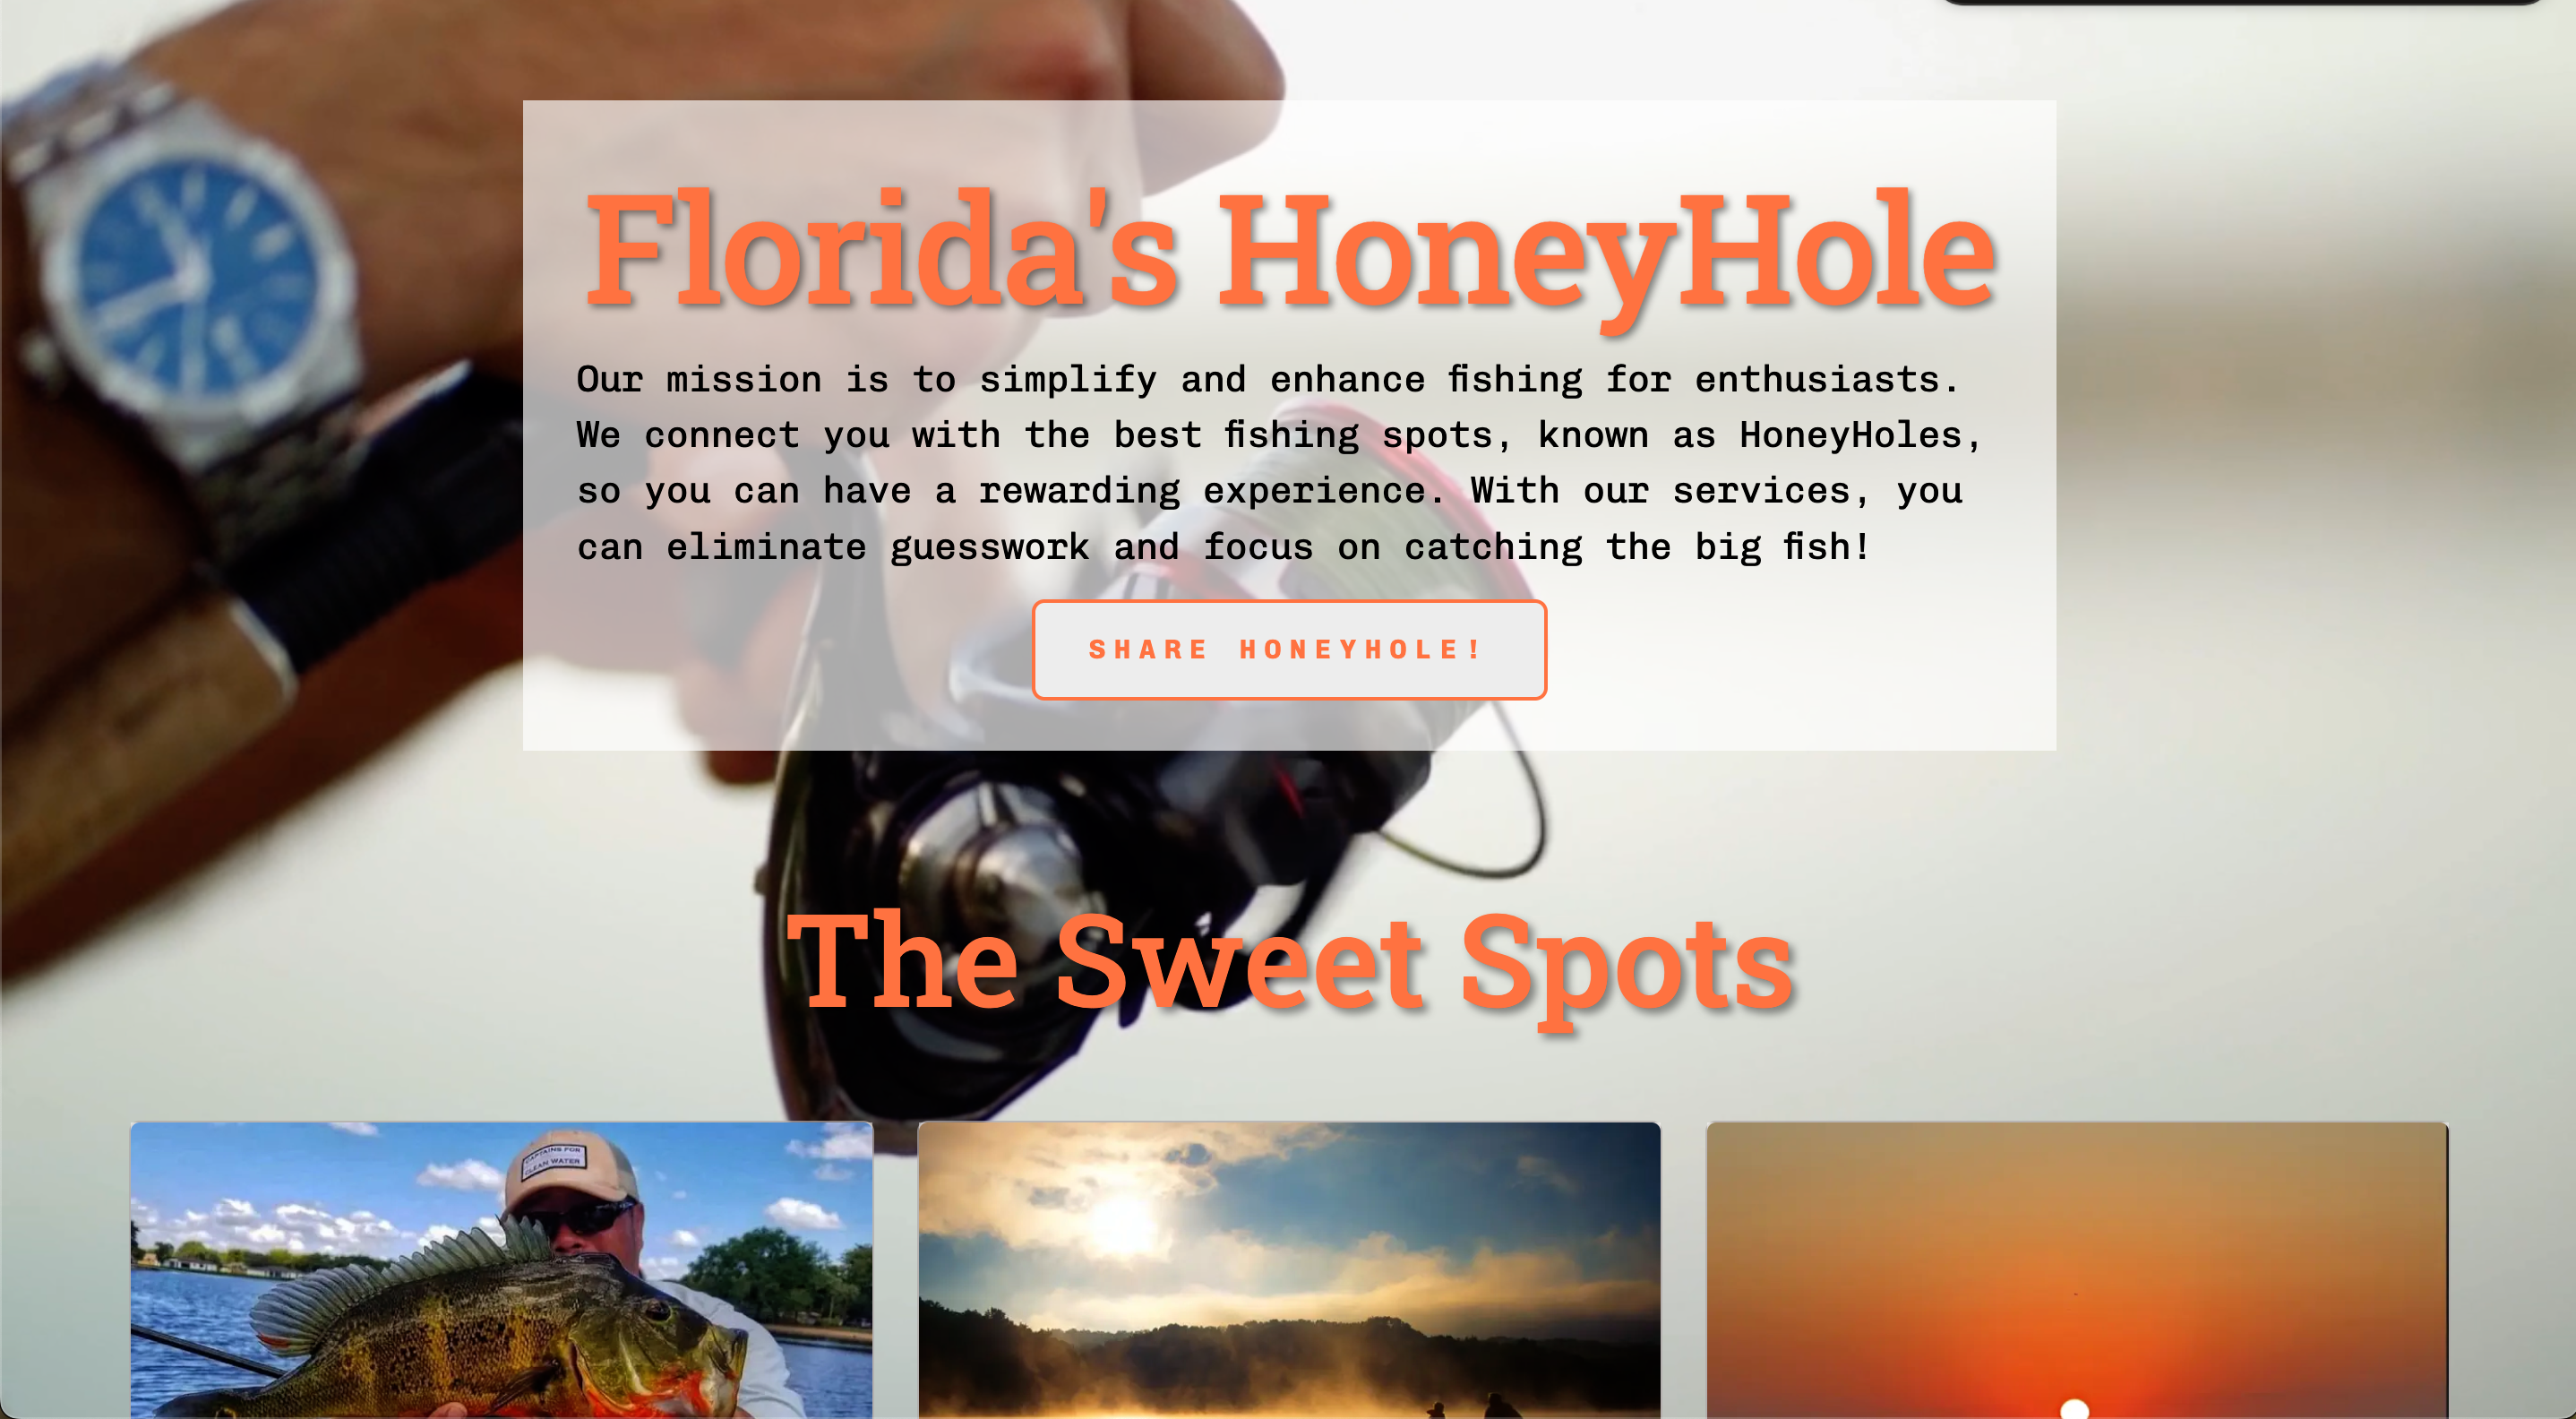 Florida's HoneyHole
Our mission is to simplify and enhance fishing for enthusiasts.
We connect you with the best fishing spots, known as HoneyHoles,
so you can have a rewarding experience. With our services, you
can eliminate guesswork and focus on catching the big fish!
SHARE HONEYHOLE!
The Sweet Spots
CAPTAINS FOR
CLEAN WATER